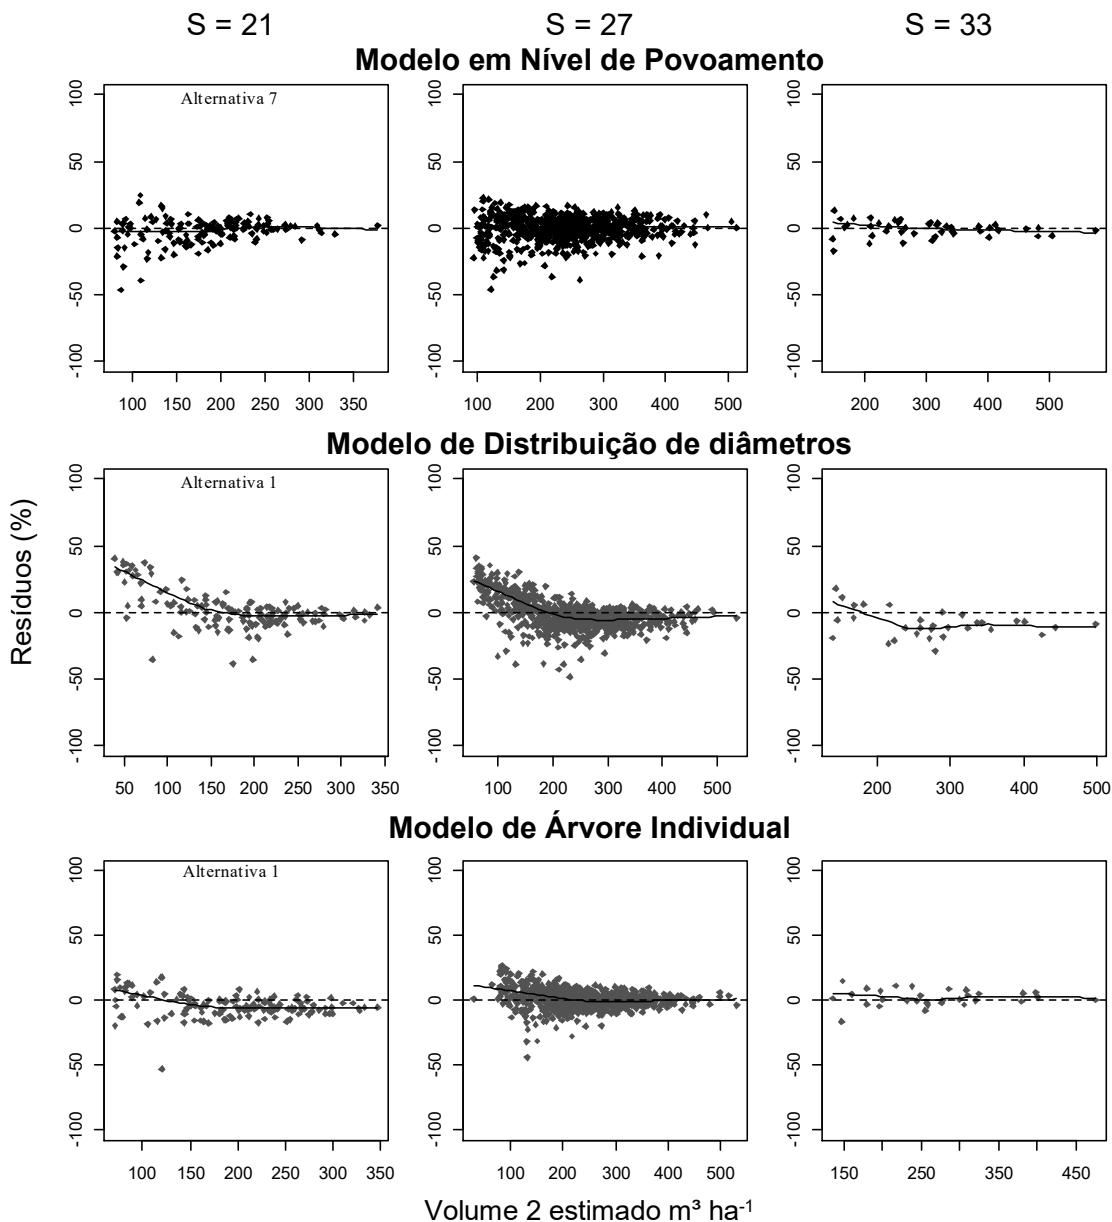 S = 21 S = 27 S = 33
Modelo em Nível de Povoamento
Alternativa 7
100
50
0
-50
-100
100 150 200 250 300 350
100
50
0
-50
-100
100 200 300 400 500
100
50
0
-50
-100
200 300 400 500
Modelo de Distribuição de diâmetros
Resíduos (%)
Alternativa 1
100
50
0
-50
-100
50 100 150 200 250 300 350
100
50
0
-50
-100
100 200 300 400 500
100
50
0
-50
-100
200 300 400 500
Modelo de Árvore Individual
Alternativa 1
100
50
0
-50
-100
100 150 200 250 300 350
100
50
0
-50
-100
100 200 300 400 500
100
50
0
-50
-100
150 200 250 300 350 450
Volume 2 estimado m³ ha⁻¹